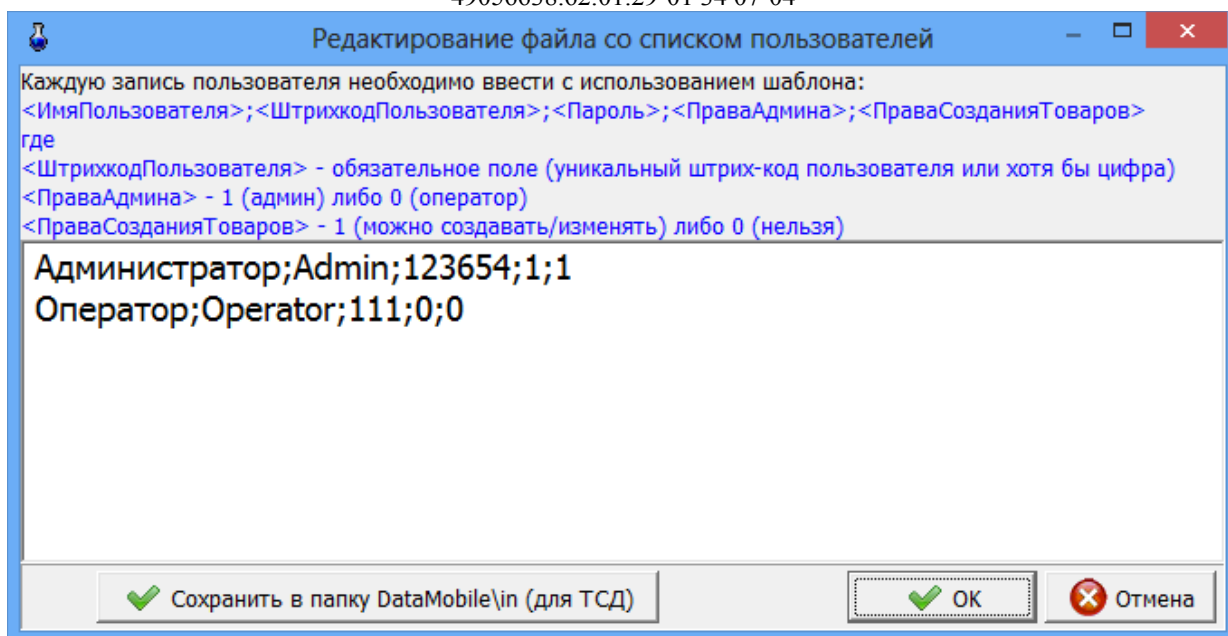 Редактирование файла со списком пользователей
Каждую запись пользователя необходимо ввести с использованием шаблона:
<ИмяПользователя>;<ШтрихкодПользователя>;<Пароль>;<ПраваАдмина>;<ПраваСозданияТоваров>
где
<ШтрихкодПользователя> - обязательное поле (уникальный штрих-код пользователя или хотя бы цифра)
<ПраваАдмина> - 1 (админ) либо 0 (оператор)
<ПраваСозданияТоваров> - 1 (можно создавать/изменять) либо 0 (нельзя)
Администратор;Admin;123654;1;1
Оператор;Operator;111;0;0
Сохранить в папку DataMobile\in (для ТСД)
ОК
Отмена